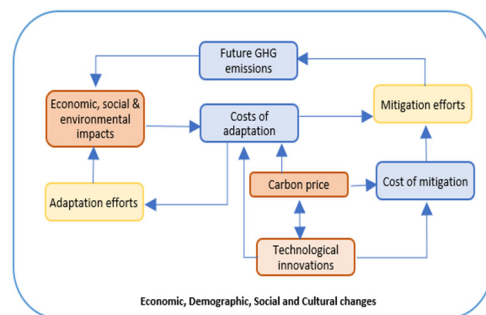 Future GHG
emissions
Economic, social &
environmental
impacts
Costs of
adaptation
Mitigation efforts
Carbon price
Cost of mitigation
Adaptation efforts
Technological
innovations
Economic, Demographic, Social and Cultural changes